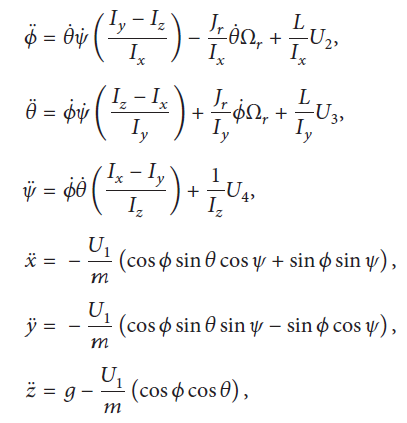 ϕ̈ = θ̇ψ̇ ( (I_y − I_z) / I_x ) − (J_r / I_x) θ̇Ω_r + (L / I_x) U_2,
θ̈ = ϕ̇ψ̇ ( (I_z − I_x) / I_y ) + (J_r / I_y) ϕ̇Ω_r + (L / I_y) U_3,
ψ̈ = ϕ̇θ̇ ( (I_x − I_y) / I_z ) + (1 / I_z) U_4,
ẍ = − (U_1 / m) (cos ϕ sin θ cos ψ + sin ϕ sin ψ),
ÿ = − (U_1 / m) (cos ϕ sin θ sin ψ − sin ϕ cos ψ),
z̈ = g − (U_1 / m) (cos ϕ cos θ),